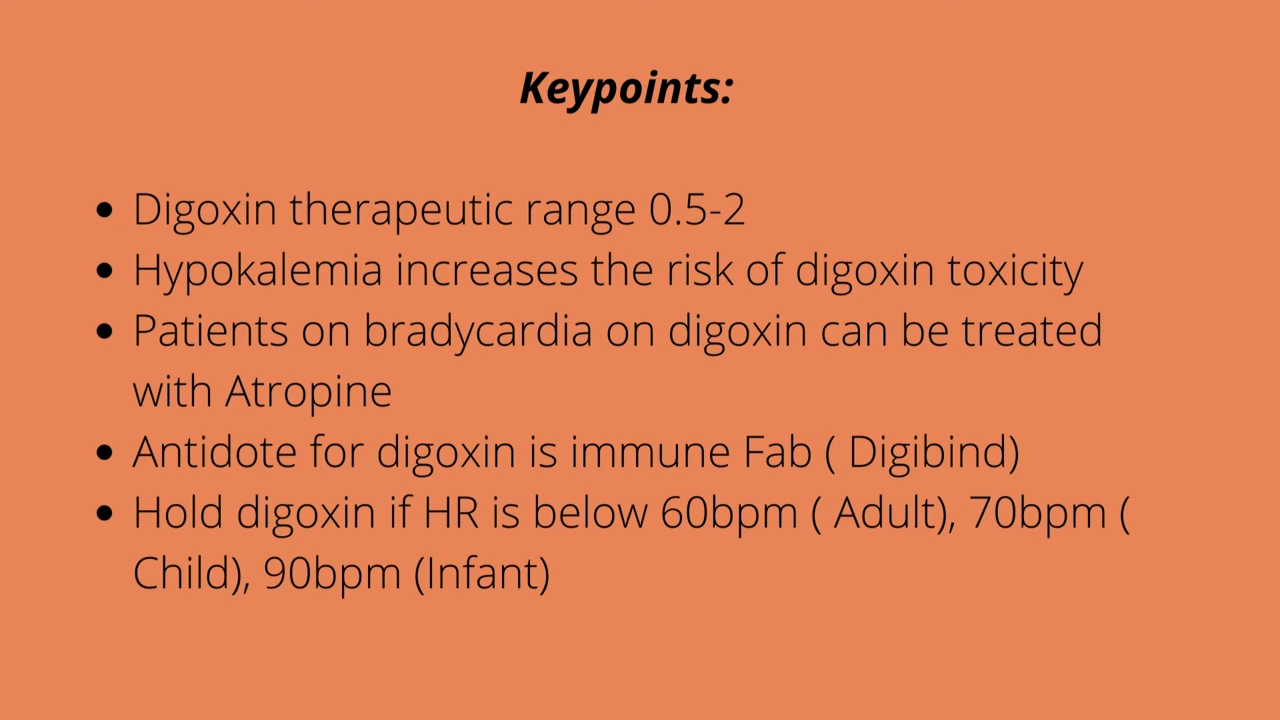 Keypoints:
• Digoxin therapeutic range 0.5-2
• Hypokalemia increases the risk of digoxin toxicity
• Patients on bradycardia on digoxin can be treated
with Atropine
• Antidote for digoxin is immune Fab ( Digibind)
• Hold digoxin if HR is below 60bpm ( Adult), 70bpm (
Child), 90bpm (Infant)